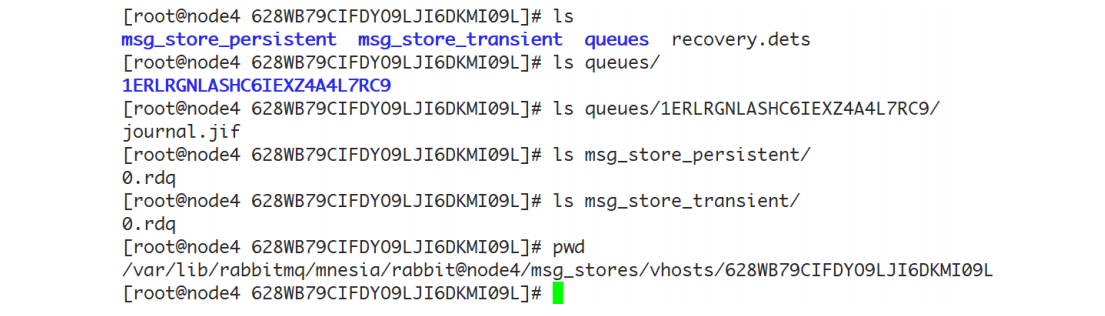 [root@node4 628WB79CIFDYO9LJI6DKMI09L]# ls
msg_store_persistent  msg_store_transient  queues  recovery.dets
[root@node4 628WB79CIFDYO9LJI6DKMI09L]# ls queues/
1ERLRGNLASHC6IEXZ4A4L7RC9
[root@node4 628WB79CIFDYO9LJI6DKMI09L]# ls queues/1ERLRGNLASHC6IEXZ4A4L7RC9/
journal.jif
[root@node4 628WB79CIFDYO9LJI6DKMI09L]# ls msg_store_persistent/
0.rdq
[root@node4 628WB79CIFDYO9LJI6DKMI09L]# ls msg_store_transient/
0.rdq
[root@node4 628WB79CIFDYO9LJI6DKMI09L]# pwd
/var/lib/rabbitmq/mnesia/rabbit@node4/msg_stores/vhosts/628WB79CIFDYO9LJI6DKMI09L
[root@node4 628WB79CIFDYO9LJI6DKMI09L]#